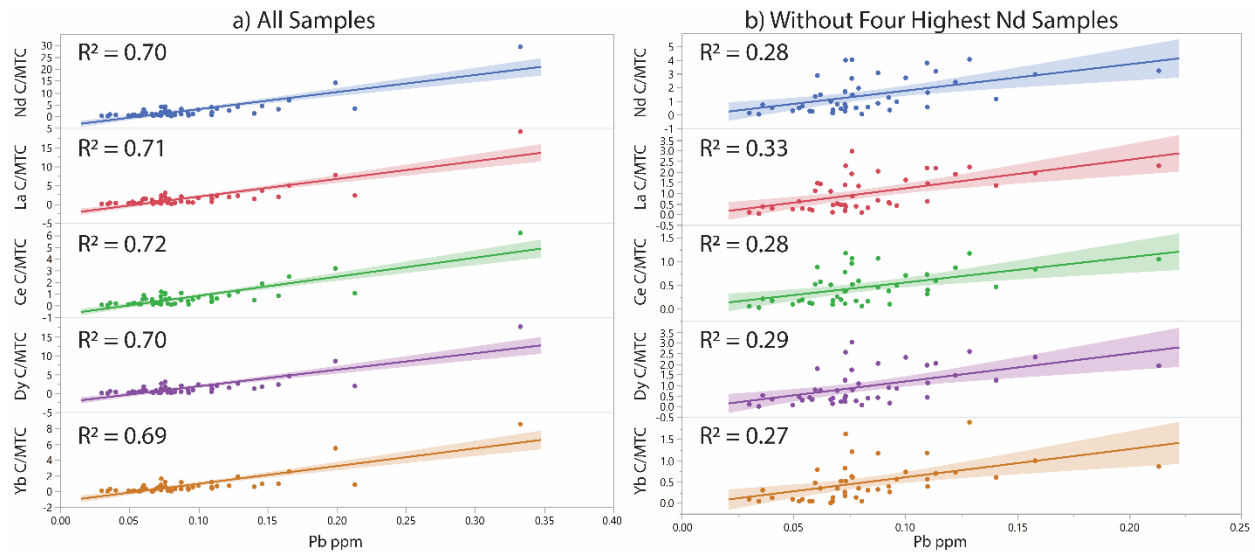 a) All Samples
R² = 0.70
Nd C/MTC
30
25
20
15
10
5
0
5
R² = 0.71
La C/MTC
15
10
5
0
-5
R² = 0.72
Ce C/MTC
6
5
4
3
2
1
0
-1
R² = 0.70
Dy C/MTC
15
10
5
0
-5
R² = 0.69
Yb C/MTC
8
6
4
2
0
-2
0.00 0.05 0.10 0.15 0.20 0.25 0.30 0.35 0.40
Pb ppm
b) Without Four Highest Nd Samples
R² = 0.28
Nd C/MTC
5
4
3
2
1
0
-1
R² = 0.33
La C/MTC
3.5
3.0
2.5
2.0
1.5
1.0
0.5
0.0
-0.5
R² = 0.28
Ce C/MTC
1.5
1.0
0.5
0.0
R² = 0.29
Dy C/MTC
3.5
3.0
2.5
2.0
1.5
1.0
0.5
0.0
-0.5
R² = 0.27
Yb C/MTC
1.5
1.0
0.5
0.0
0.00 0.05 0.10 0.15 0.20 0.25
Pb ppm